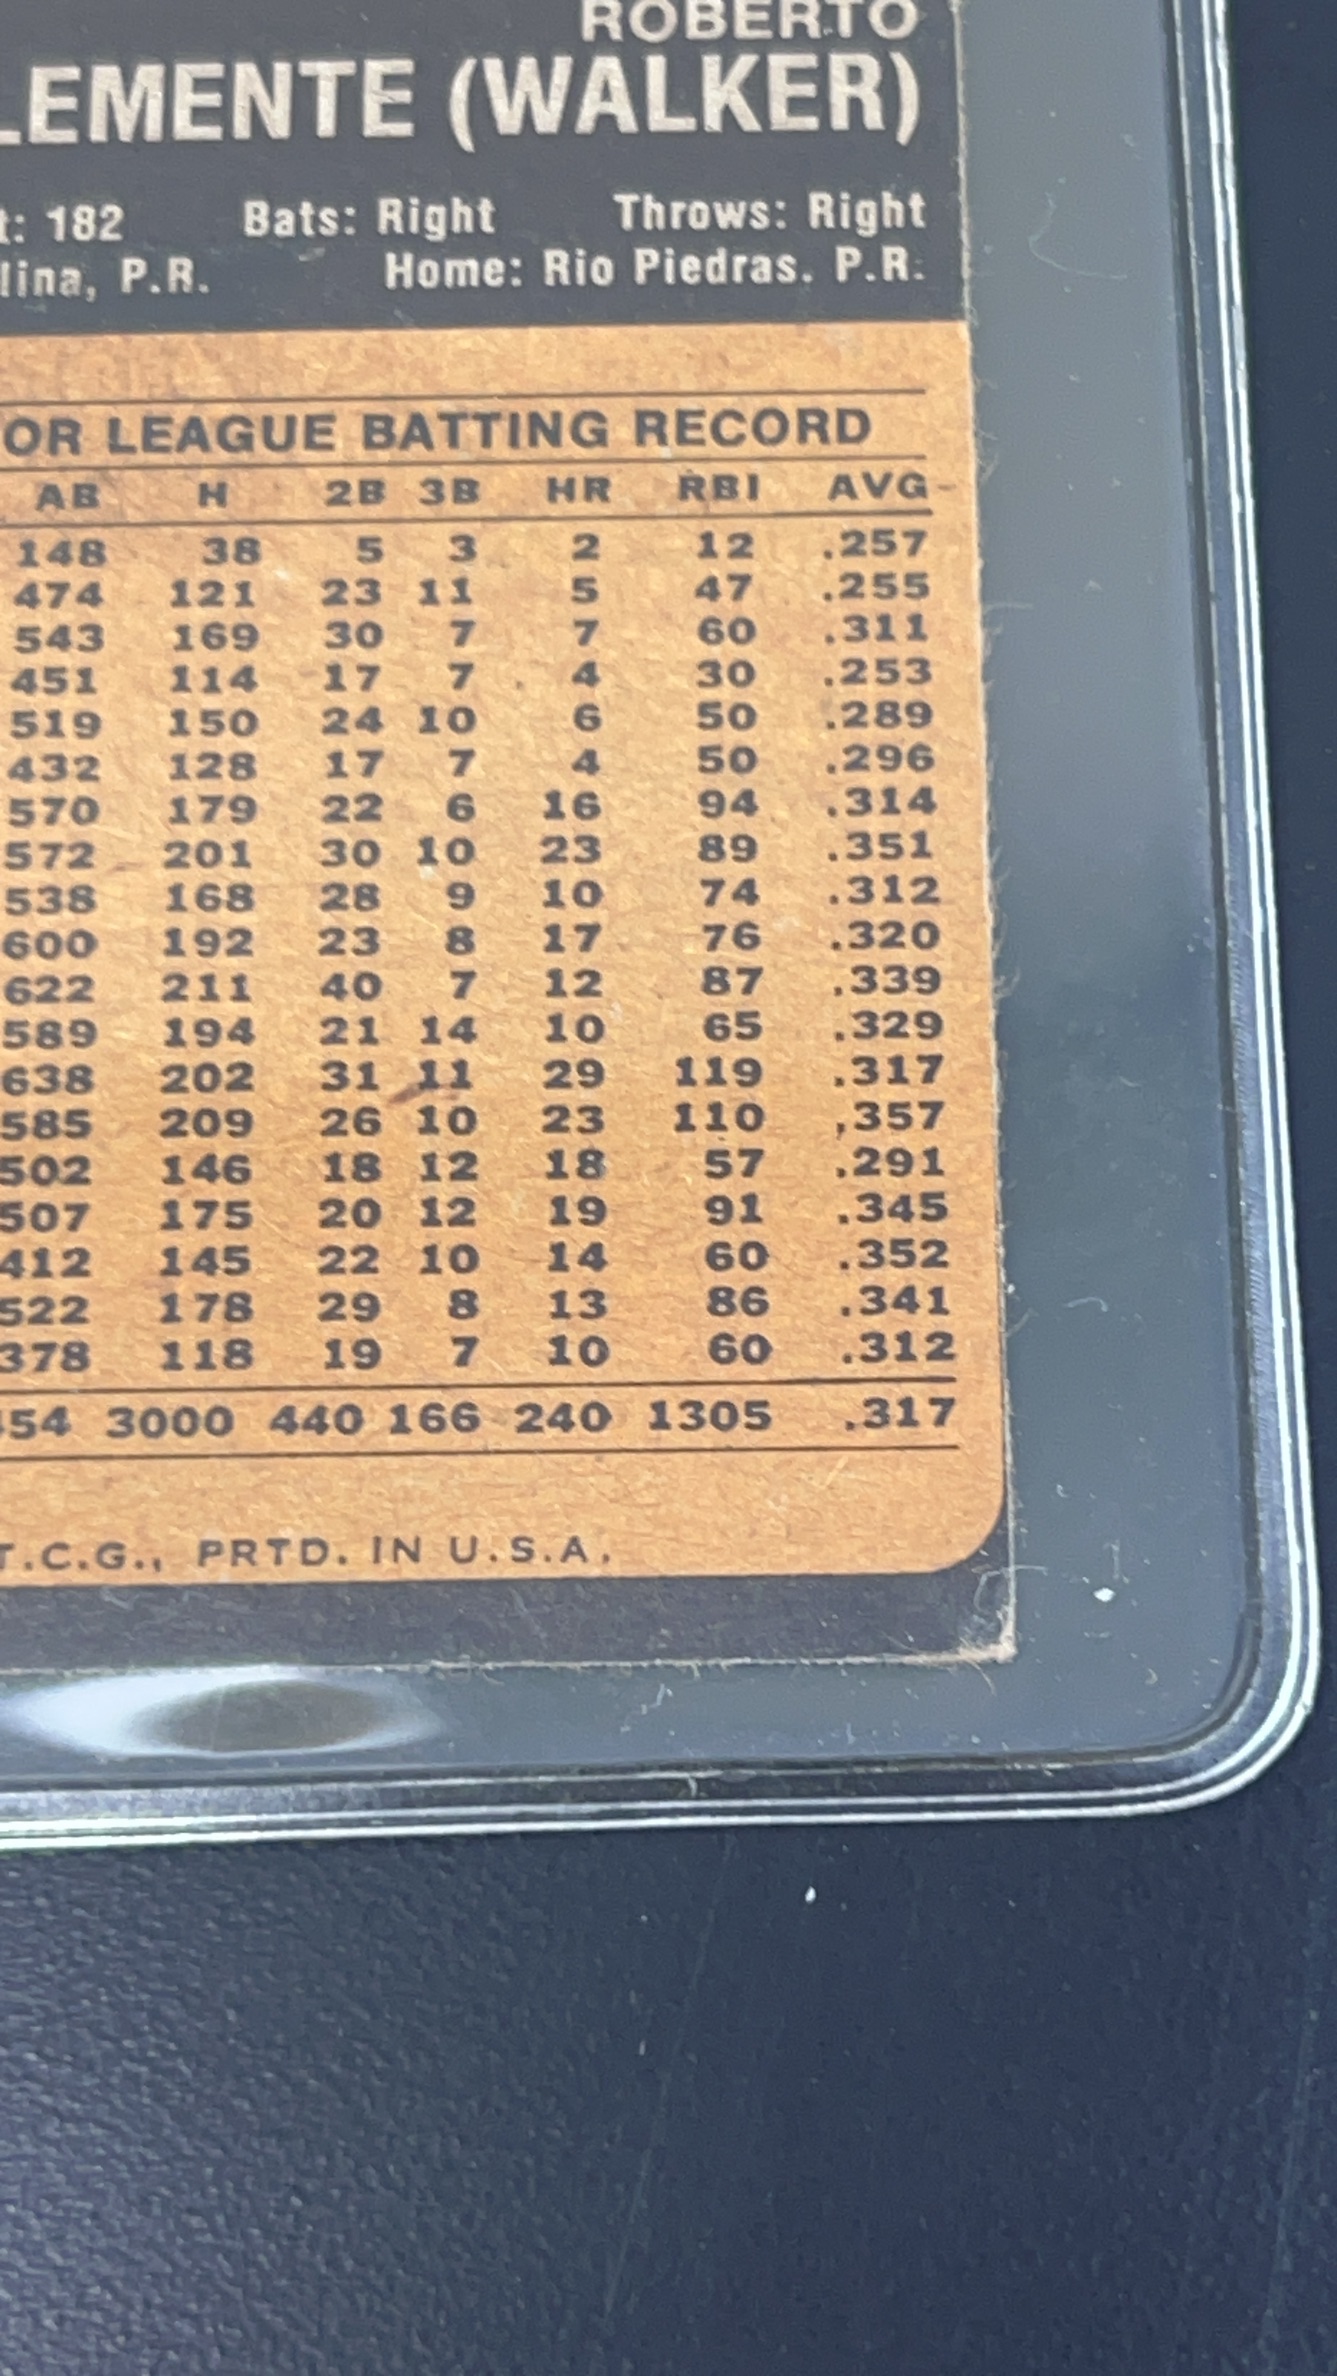 ROBERTO
LEMENTE (WALKER)
t: 182 Bats: Right Throws: Right
lina, P.R. Home: Rio Piedras. P.R.
OR LEAGUE BATTING RECORD
AB H 2B 3B HR RBI AVG
148 38 5 3 2 12 .257
474 121 23 11 5 47 .255
543 169 30 7 7 60 .311
451 114 17 7 4 30 .253
519 150 24 10 6 50 .289
432 128 17 7 4 50 .296
570 179 22 6 16 94 .314
572 201 30 10 23 89 .351
538 168 28 9 10 74 .312
600 192 23 8 17 76 .320
622 211 40 7 12 87 .339
589 194 21 14 10 65 .329
638 202 31 11 29 119 .317
585 209 26 10 23 110 ,357
502 146 18 12 18 57 .291
507 175 20 12 19 91 .345
412 145 22 10 14 60 .352
522 178 29 8 13 86 .341
378 118 19 7 10 60 .312
454 3000 440 166 240 1305 .317
T.C.G., PRTD. IN U.S.A.